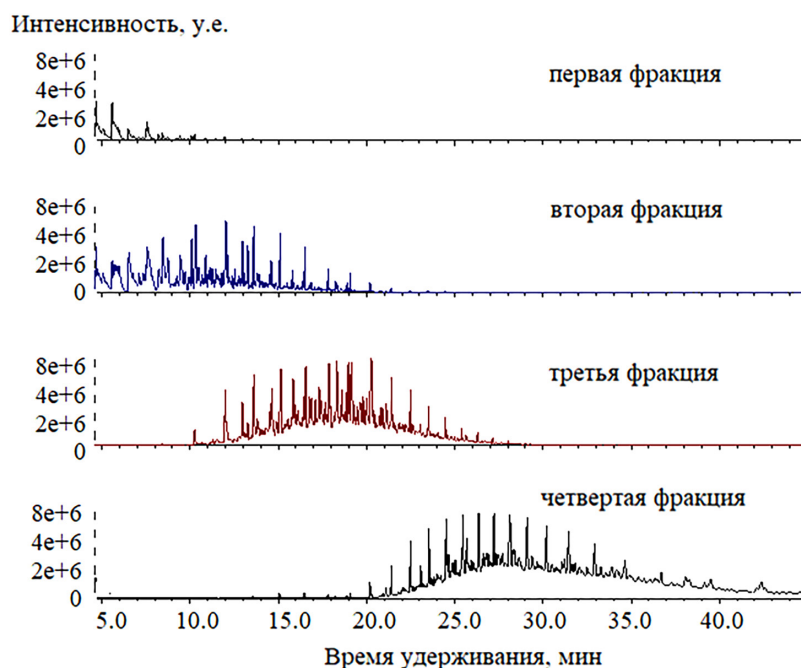 Интенсивность, у.е.
первая фракция
8e+6
4e+6
2e+6
0
вторая фракция
8e+6
4e+6
2e+6
0
третья фракция
8e+6
4e+6
2e+6
0
четвертая фракция
8e+6
4e+6
2e+6
0
5.0 10.0 15.0 20.0 25.0 30.0 35.0 40.0
Время удерживания, мин